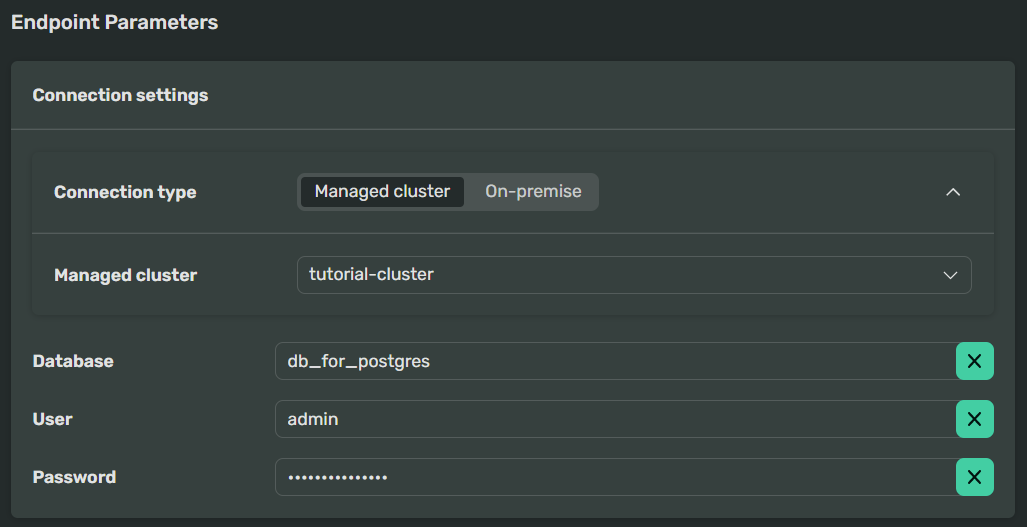 Endpoint Parameters
Connection settings
Connection type Managed cluster On-premise
Managed cluster tutorial-cluster
Database db_for_postgres
User admin
Password ••••••••••••••